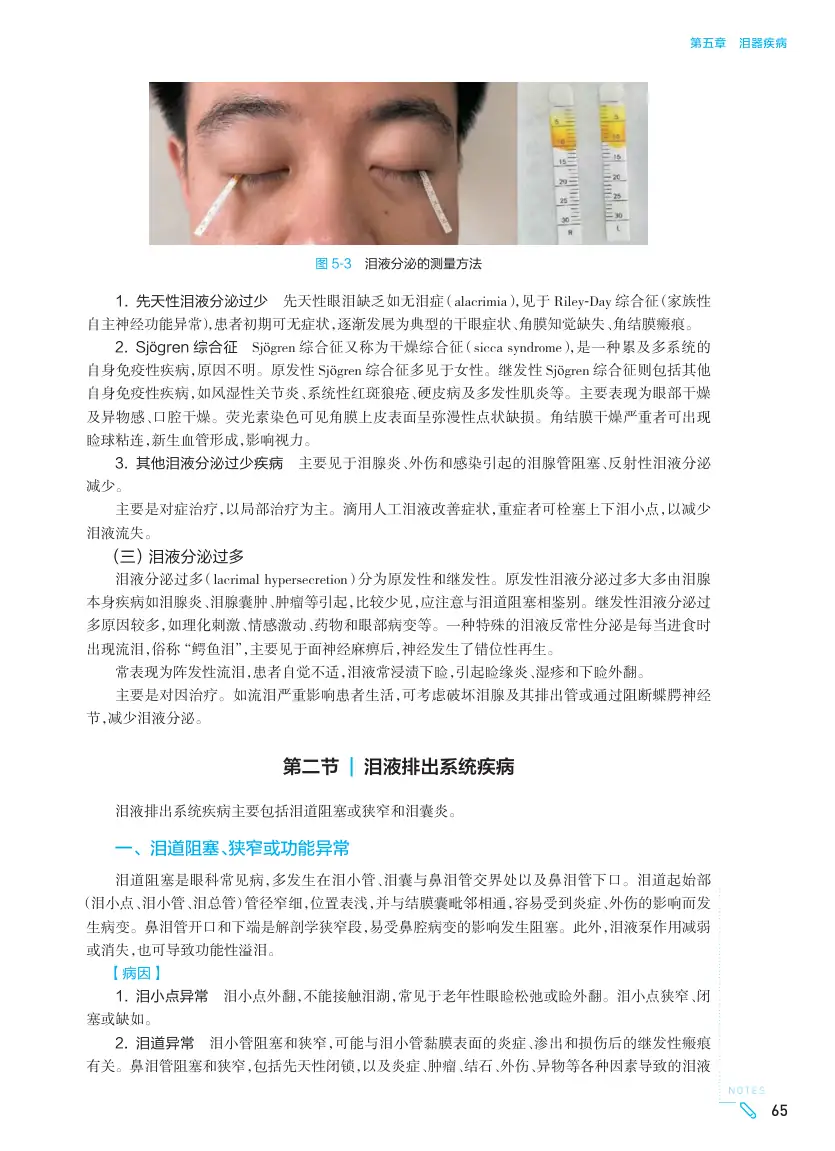 第五章 泪器疾病
5
10
15
20
25
30
R
5
10
15
20
25
30
L
图 5-3 泪液分泌的测量方法
1. 先天性泪液分泌过少 先天性眼泪缺乏如无泪症(alacrimia),见于 Riley-Day 综合征(家族性
自主神经功能异常),患者初期可无症状,逐渐发展为典型的干眼症状、角膜知觉缺失、角结膜瘢痕。
2. Sjögren 综合征 Sjögren 综合征又称为干燥综合征(sicca syndrome),是一种累及多系统的
自身免疫性疾病,原因不明。原发性 Sjögren 综合征多见于女性。继发性 Sjögren 综合征则包括其他
自身免疫性疾病,如风湿性关节炎、系统性红斑狼疮、硬皮病及多发性肌炎等。主要表现为眼部干燥
及异物感、口腔干燥。荧光素染色可见角膜上皮表面呈弥漫性点状缺损。角结膜干燥严重者可出现
睑球粘连,新生血管形成,影响视力。
3. 其他泪液分泌过少疾病 主要见于泪腺炎、外伤和感染引起的泪腺管阻塞、反射性泪液分泌
减少。
主要是对症治疗,以局部治疗为主。滴用人工泪液改善症状,重症者可栓塞上下泪小点,以减少
泪液流失。
(三)泪液分泌过多
泪液分泌过多(lacrimal hypersecretion)分为原发性和继发性。原发性泪液分泌过多大多由泪腺
本身疾病如泪腺炎、泪腺囊肿、肿瘤等引起,比较少见,应注意与泪道阻塞相鉴别。继发性泪液分泌过
多原因较多,如理化刺激、情感激动、药物和眼部病变等。一种特殊的泪液反常性分泌是每当进食时
出现流泪,俗称“鳄鱼泪”,主要见于面神经麻痹后,神经发生了错位性再生。
常表现为阵发性流泪,患者自觉不适,泪液常浸渍下睑,引起睑缘炎、湿疹和下睑外翻。
主要是对因治疗。如流泪严重影响患者生活,可考虑破坏泪腺及其排出管或通过阻断蝶腭神经
节,减少泪液分泌。
第二节 | 泪液排出系统疾病
泪液排出系统疾病主要包括泪道阻塞或狭窄和泪囊炎。
一、泪道阻塞、狭窄或功能异常
泪道阻塞是眼科常见病,多发生在泪小管、泪囊与鼻泪管交界处以及鼻泪管下口。泪道起始部
(泪小点、泪小管、泪总管)管径窄细,位置表浅,并与结膜囊毗邻相通,容易受到炎症、外伤的影响而发
生病变。鼻泪管开口和下端是解剖学狭窄段,易受鼻腔病变的影响发生阻塞。此外,泪液泵作用减弱
或消失,也可导致功能性溢泪。
【病因】
1. 泪小点异常 泪小点外翻,不能接触泪湖,常见于老年性眼睑松弛或睑外翻。泪小点狭窄、闭
塞或缺如。
2. 泪道异常 泪小管阻塞和狭窄,可能与泪小管黏膜表面的炎症、渗出和损伤后的继发性瘢痕
有关。鼻泪管阻塞和狭窄,包括先天性闭锁,以及炎症、肿瘤、结石、外伤、异物等各种因素导致的泪液
NOTES
65